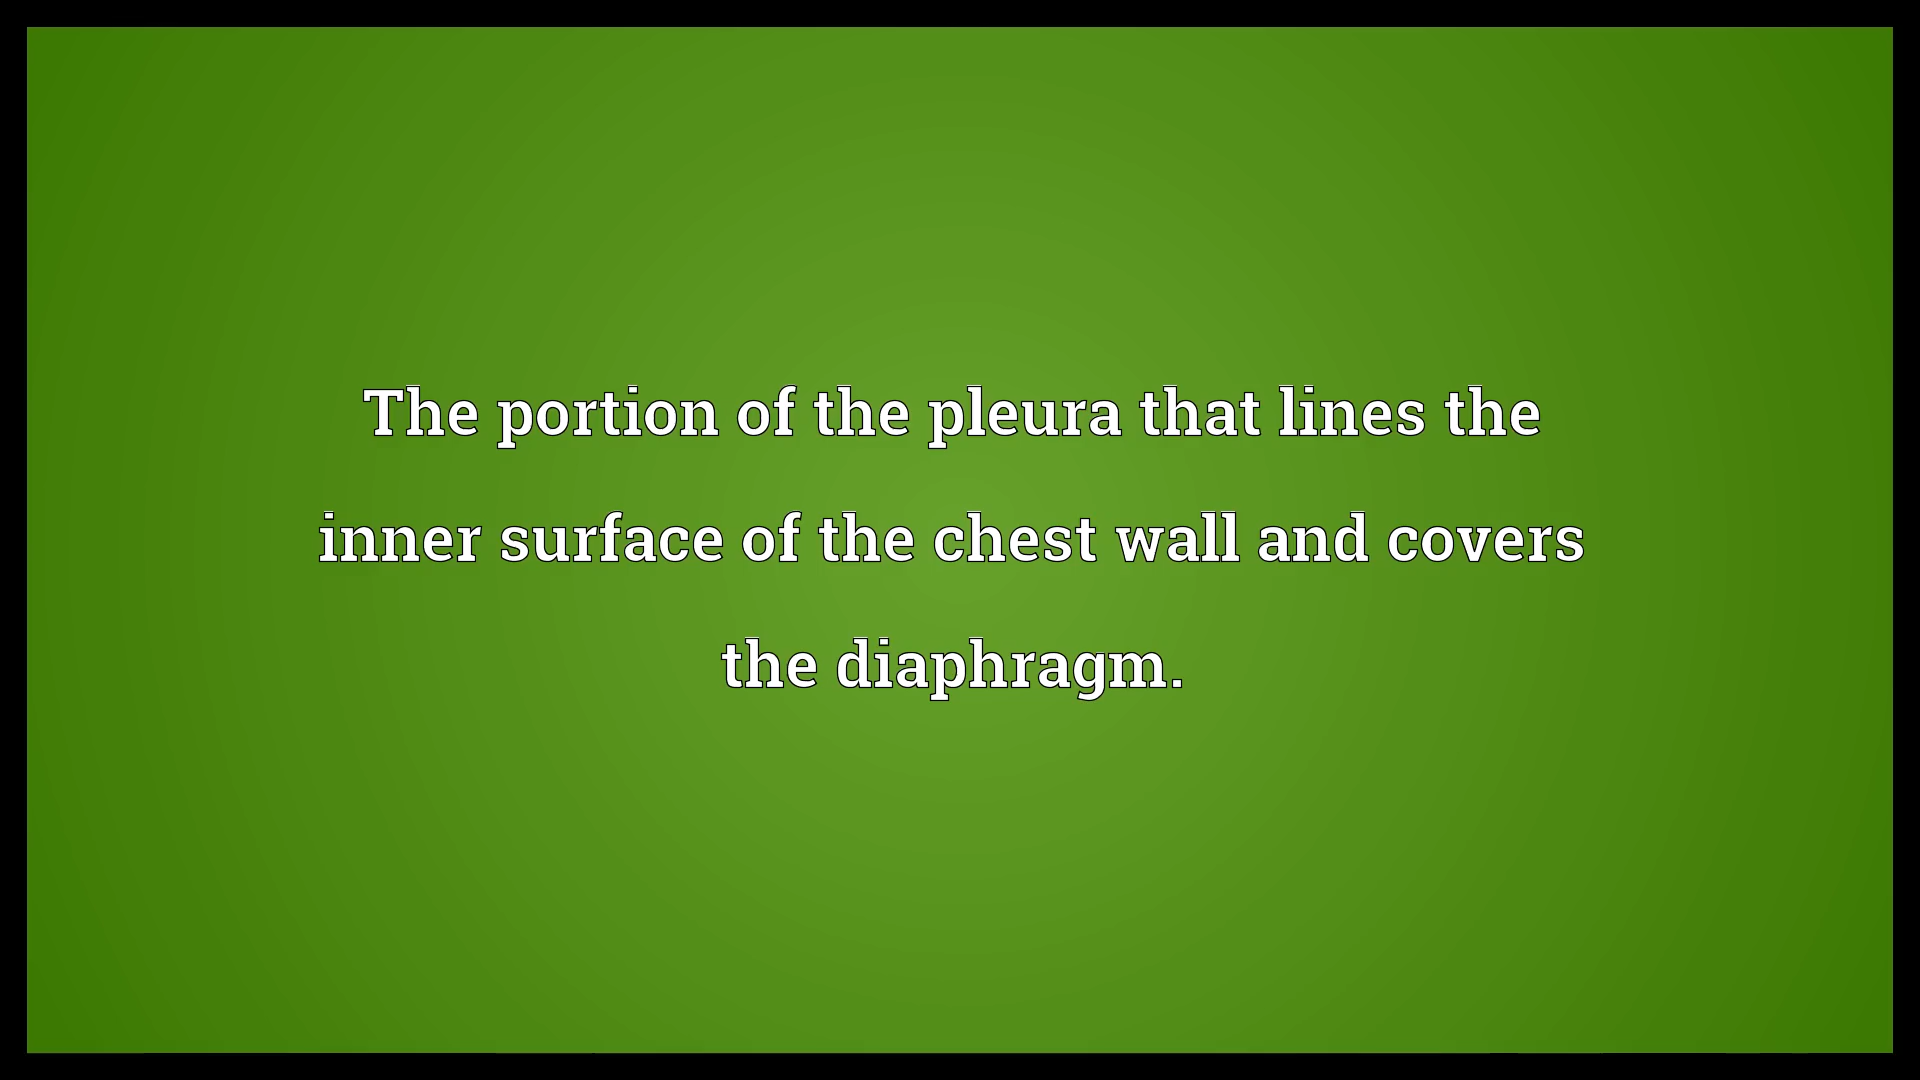 The portion of the pleura that lines the
inner surface of the chest wall and covers
the diaphragm.